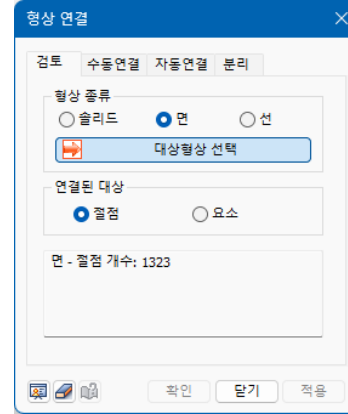 형상 연결
검토 수동연결 자동연결 분리
형상 종류
솔리드 면 선
대상형상 선택
연결된 대상
절점 요소
면 - 절점 개수: 1323
확인 닫기 적용